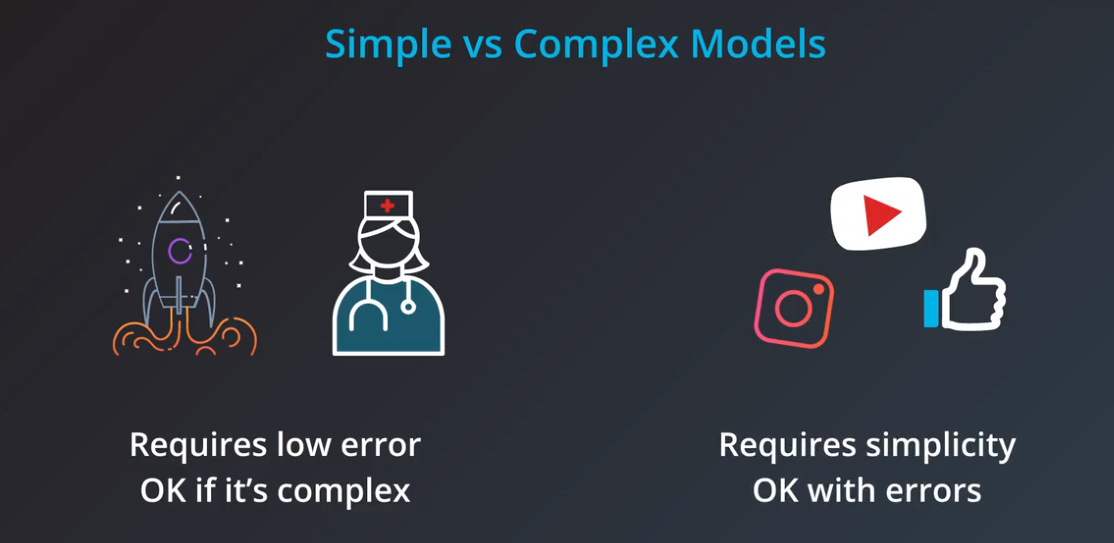 Simple vs Complex Models
Requires low error
OK if it's complex
Requires simplicity
OK with errors